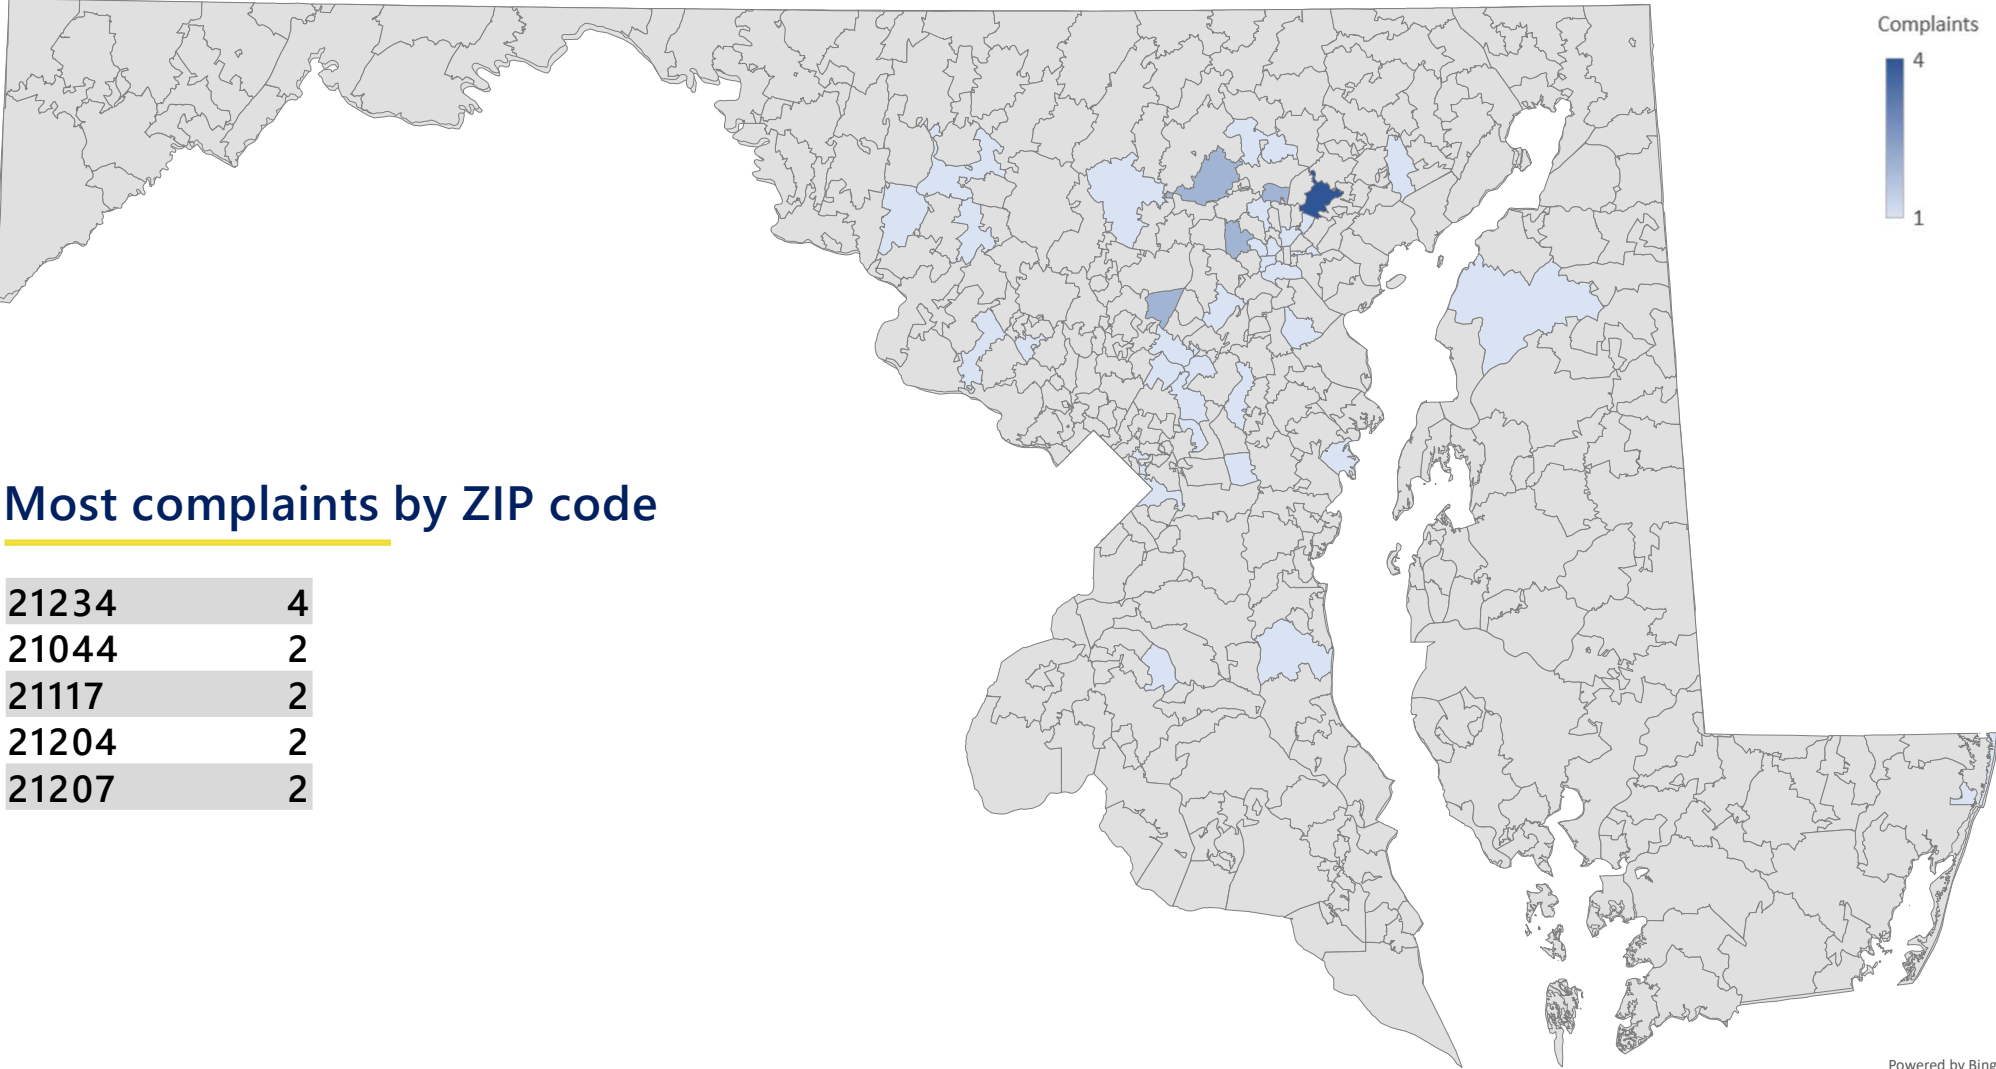 Complaints
4
1
Most complaints by ZIP code
21234 4
21044 2
21117 2
21204 2
21207 2
Powered by Bing